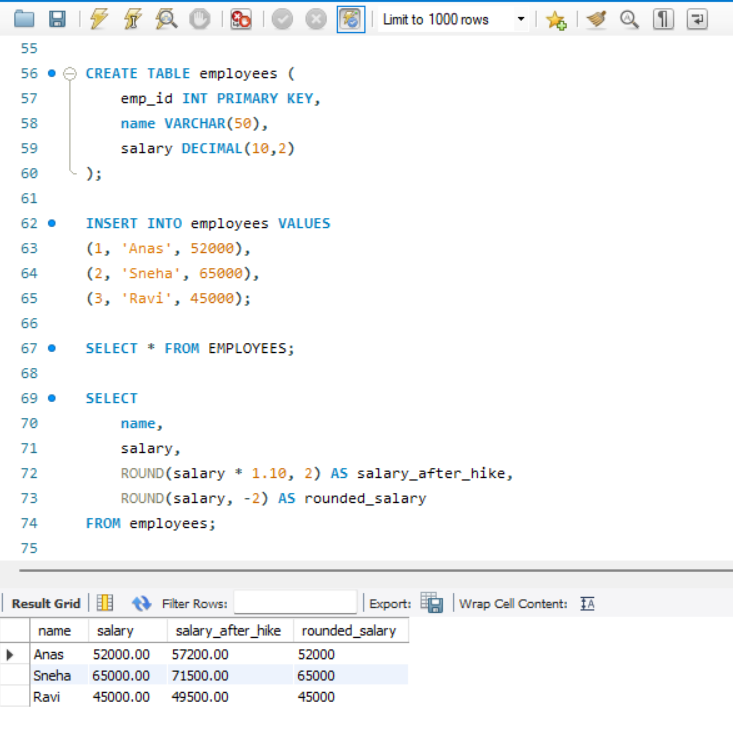 Limit to 1000 rows
55
56 CREATE TABLE employees (
57 emp_id INT PRIMARY KEY,
58 name VARCHAR(50),
59 salary DECIMAL(10,2)
60 );
61
62 INSERT INTO employees VALUES
63 (1, 'Anas', 52000),
64 (2, 'Sneha', 65000),
65 (3, 'Ravi', 45000);
66
67 SELECT * FROM EMPLOYEES;
68
69 SELECT
70 name,
71 salary,
72 ROUND(salary * 1.10, 2) AS salary_after_hike,
73 ROUND(salary, -2) AS rounded_salary
74 FROM employees;
75
Result Grid Filter Rows: Export: Wrap Cell Content: IA
name salary salary_after_hike rounded_salary
Anas 52000.00 57200.00 52000
Sneha 65000.00 71500.00 65000
Ravi 45000.00 49500.00 45000